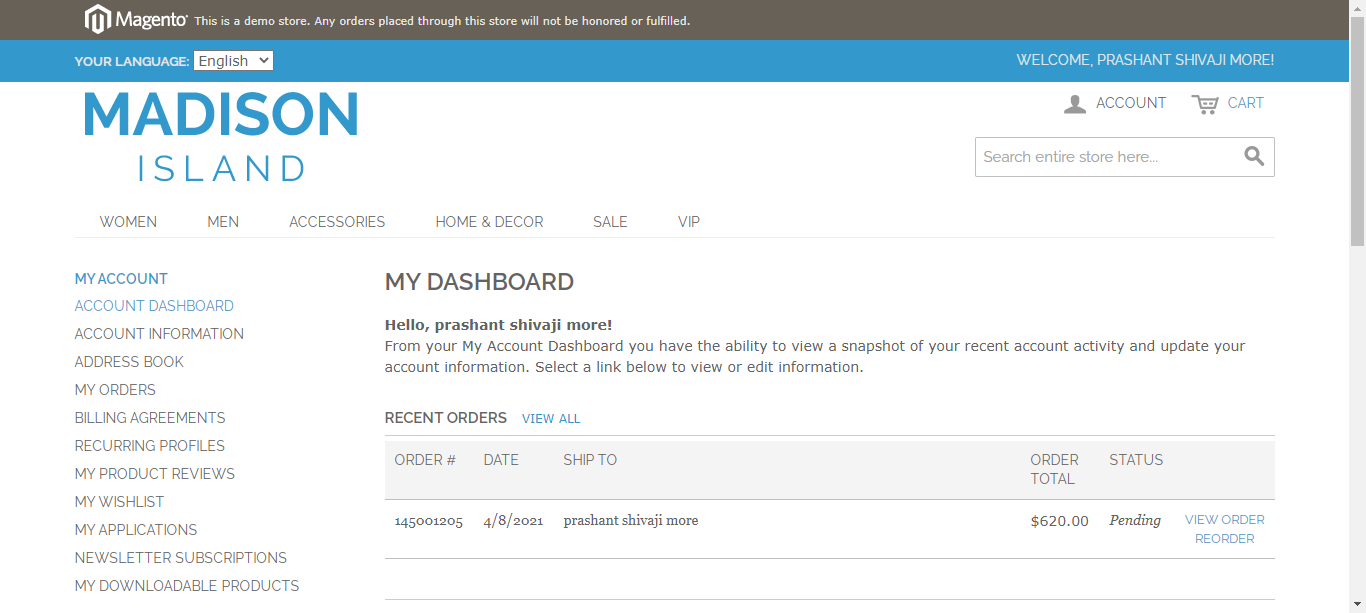 Magento This is a demo store. Any orders placed through this store will not be honored or fulfilled.
YOUR LANGUAGE: English WELCOME, PRASHANT SHIVAJI MORE!
MADISON
ISLAND
ACCOUNT CART
Search entire store here...
WOMEN MEN ACCESSORIES HOME & DECOR SALE VIP
MY ACCOUNT
ACCOUNT DASHBOARD
ACCOUNT INFORMATION
ADDRESS BOOK
MY ORDERS
BILLING AGREEMENTS
RECURRING PROFILES
MY PRODUCT REVIEWS
MY WISHLIST
MY APPLICATIONS
NEWSLETTER SUBSCRIPTIONS
MY DOWNLOADABLE PRODUCTS
MY DASHBOARD
Hello, prashant shivaji more!
From your My Account Dashboard you have the ability to view a snapshot of your recent account activity and update your
account information. Select a link below to view or edit information.
RECENT ORDERS VIEW ALL
ORDER # DATE SHIP TO ORDER TOTAL STATUS
145001205 4/8/2021 prashant shivaji more $620.00 Pending VIEW ORDER
REORDER